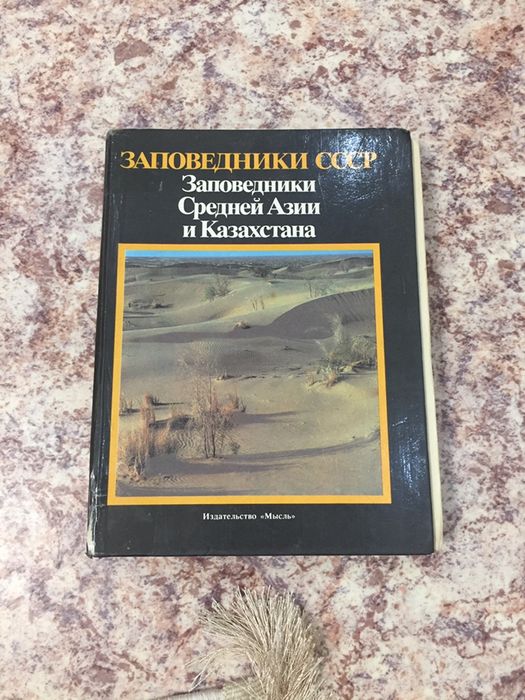 ЗАПОВЕДНИКИ СССР
Заповедники
Средней Азии
и Казахстана
Издательство «Мысль»